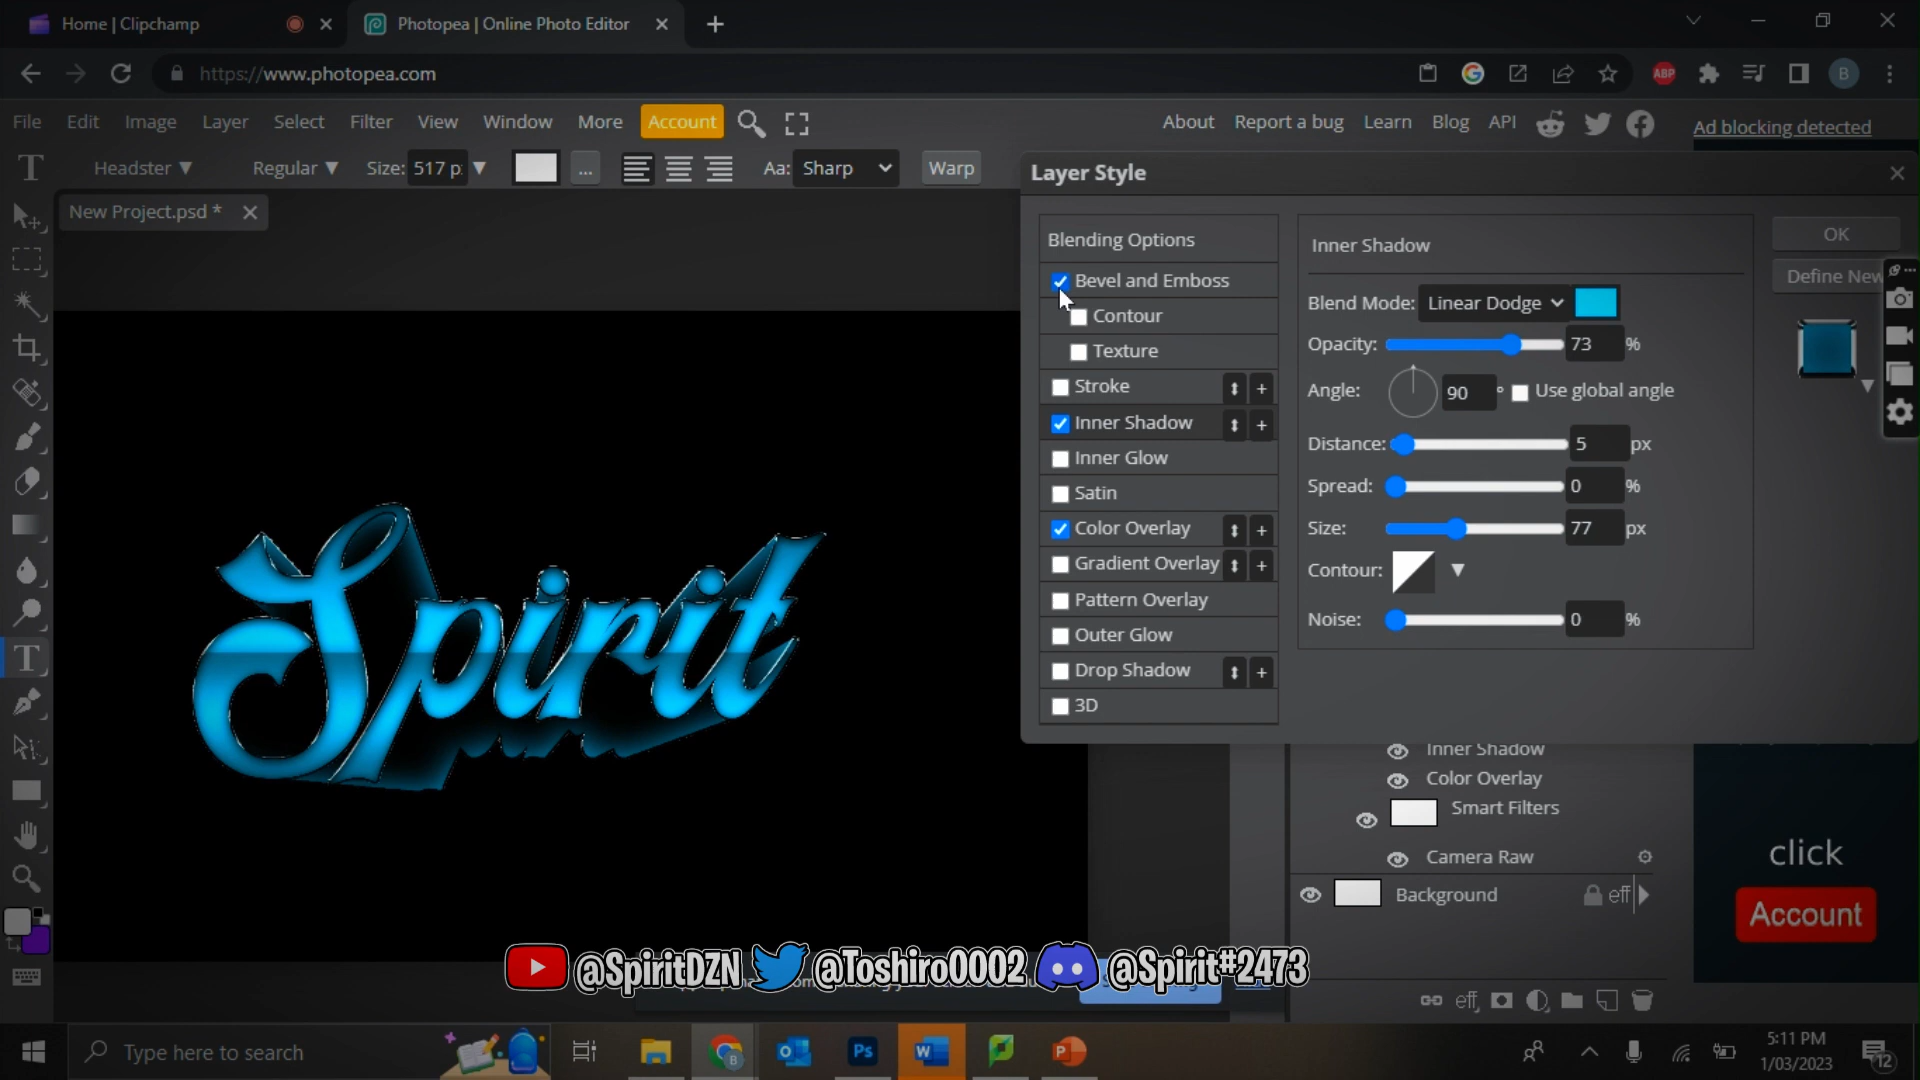 Home | Clipchamp
Photopea | Online Photo Editor
https://www.photopea.com
ABP
B
File Edit Image Layer Select Filter View Window More Account
About Report a bug Learn Blog API
Ad blocking detected
T Headster Regular Size: 517 p ... Aa: Sharp Warp
Layer Style
New Project.psd *
Blending Options
Bevel and Emboss
Contour
Texture
Stroke
Inner Shadow
Inner Glow
Satin
Color Overlay
Gradient Overlay
Pattern Overlay
Outer Glow
Drop Shadow
3D
Inner Shadow
Blend Mode: Linear Dodge
Opacity: 73 %
Angle: 90 ° Use global angle
Distance: 5 px
Spread: 0 %
Size: 77 px
Contour:
Noise: 0 %
OK
Define New
Spirit
Inner Shadow
Color Overlay
Smart Filters
Camera Raw
Background eff
click
Account
@SpiritDZN @Toshiro0002 @Spirit#2473
eff
Type here to search
Ps
W
P
5:11 PM
1/03/2023
12